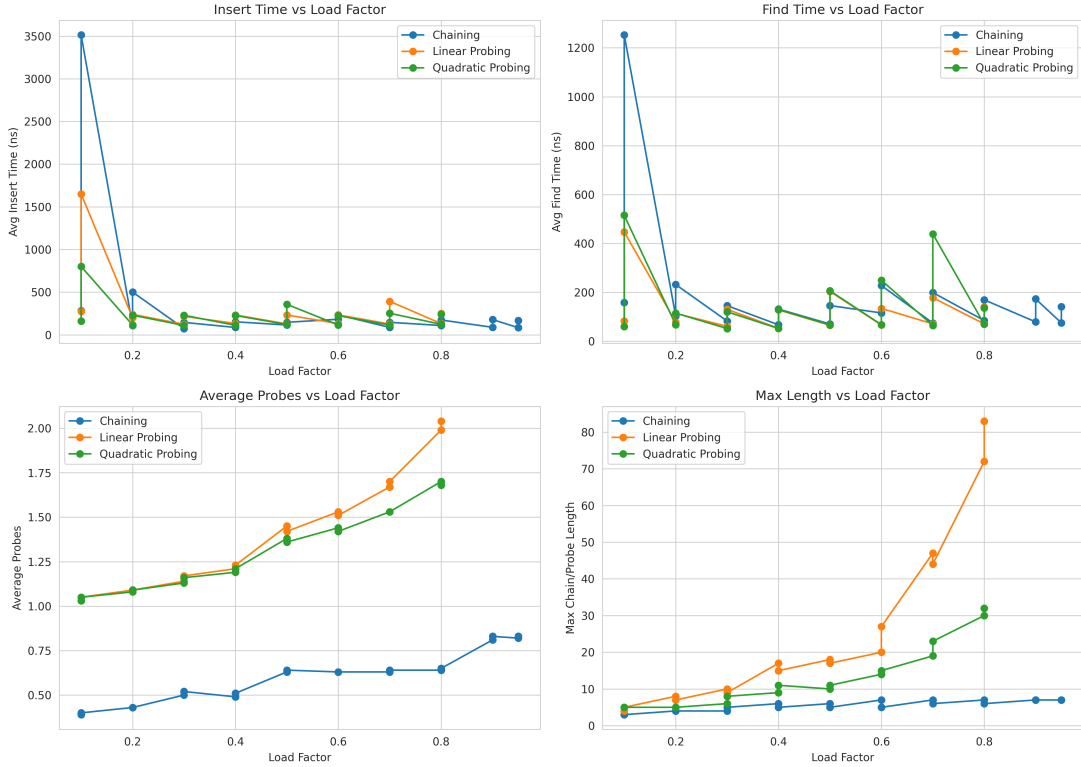 Insert Time vs Load Factor
Avg Insert Time (ns)
3500
3000
2500
2000
1500
1000
500
0
Chaining
Linear Probing
Quadratic Probing
0.2
0.4
0.6
0.8
Load Factor
Find Time vs Load Factor
Avg Find Time (ns)
1200
1000
800
600
400
200
0
Chaining
Linear Probing
Quadratic Probing
0.2
0.4
0.6
0.8
Load Factor
Average Probes vs Load Factor
Average Probes
2.00
1.75
1.50
1.25
1.00
0.75
0.50
Chaining
Linear Probing
Quadratic Probing
0.2
0.4
0.6
0.8
Load Factor
Max Length vs Load Factor
Max Chain/Probe Length
80
70
60
50
40
30
20
10
0
Chaining
Linear Probing
Quadratic Probing
0.2
0.4
0.6
0.8
Load Factor